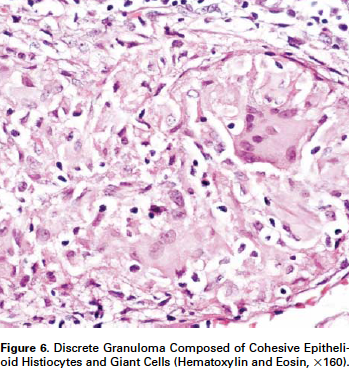 Figure 6. Discrete Granuloma Composed of Cohesive Epitheli-
oid Histiocytes and Giant Cells (Hematoxylin and Eosin, ×160).